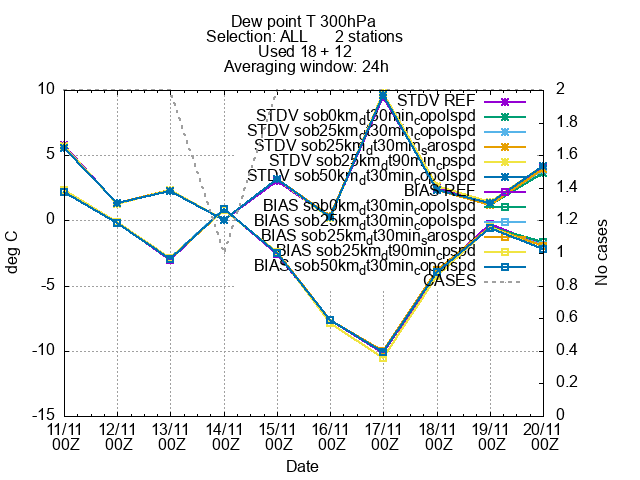 Dew point T 300hPa
Selection: ALL 2 stations
Used 18 + 12
Averaging window: 24h
10
5
0
-5
-10
-15
deg C
2
1.8
1.6
1.4
1.2
1
0.8
0.6
0.4
0.2
0
No cases
STDV REF
STDV sob0km_dt30min_copolspd
STDV sob25km_dt30min_copolspd
STDV sob25km_dt30min_sarospd
STDV sob25km_dt90min_cpspd
STDV sob50km_dt30min_copolspd
BIAS REF
BIAS sob0km_dt30min_copolspd
BIAS sob25km_dt30min_copolspd
BIAS sob25km_dt30min_sarospd
BIAS sob25km_dt90min_cpspd
BIAS sob50km_dt30min_copolspd
CASES
11/11 12/11 13/11 14/11 15/11 16/11 17/11 18/11 19/11 20/11
00Z 00Z 00Z 00Z 00Z 00Z 00Z 00Z 00Z 00Z
Date